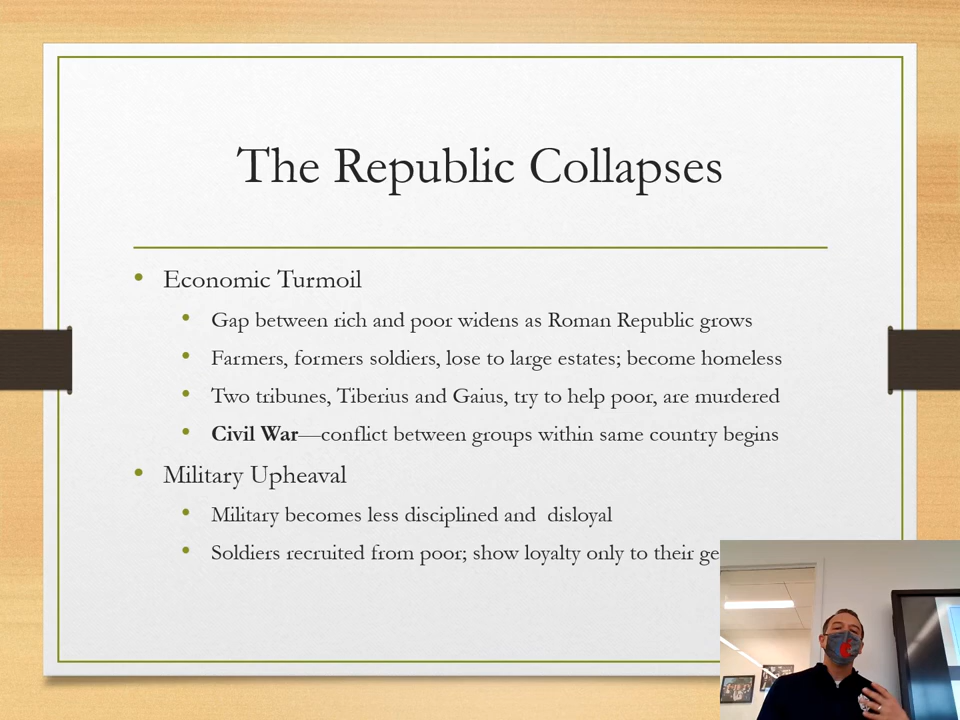 The Republic Collapses
• Economic Turmoil
• Gap between rich and poor widens as Roman Republic grows
• Farmers, formers soldiers, lose to large estates; become homeless
• Two tribunes, Tiberius and Gaius, try to help poor, are murdered
• Civil War—conflict between groups within same country begins
• Military Upheaval
• Military becomes less disciplined and  disloyal
• Soldiers recruited from poor; show loyalty only to their ge